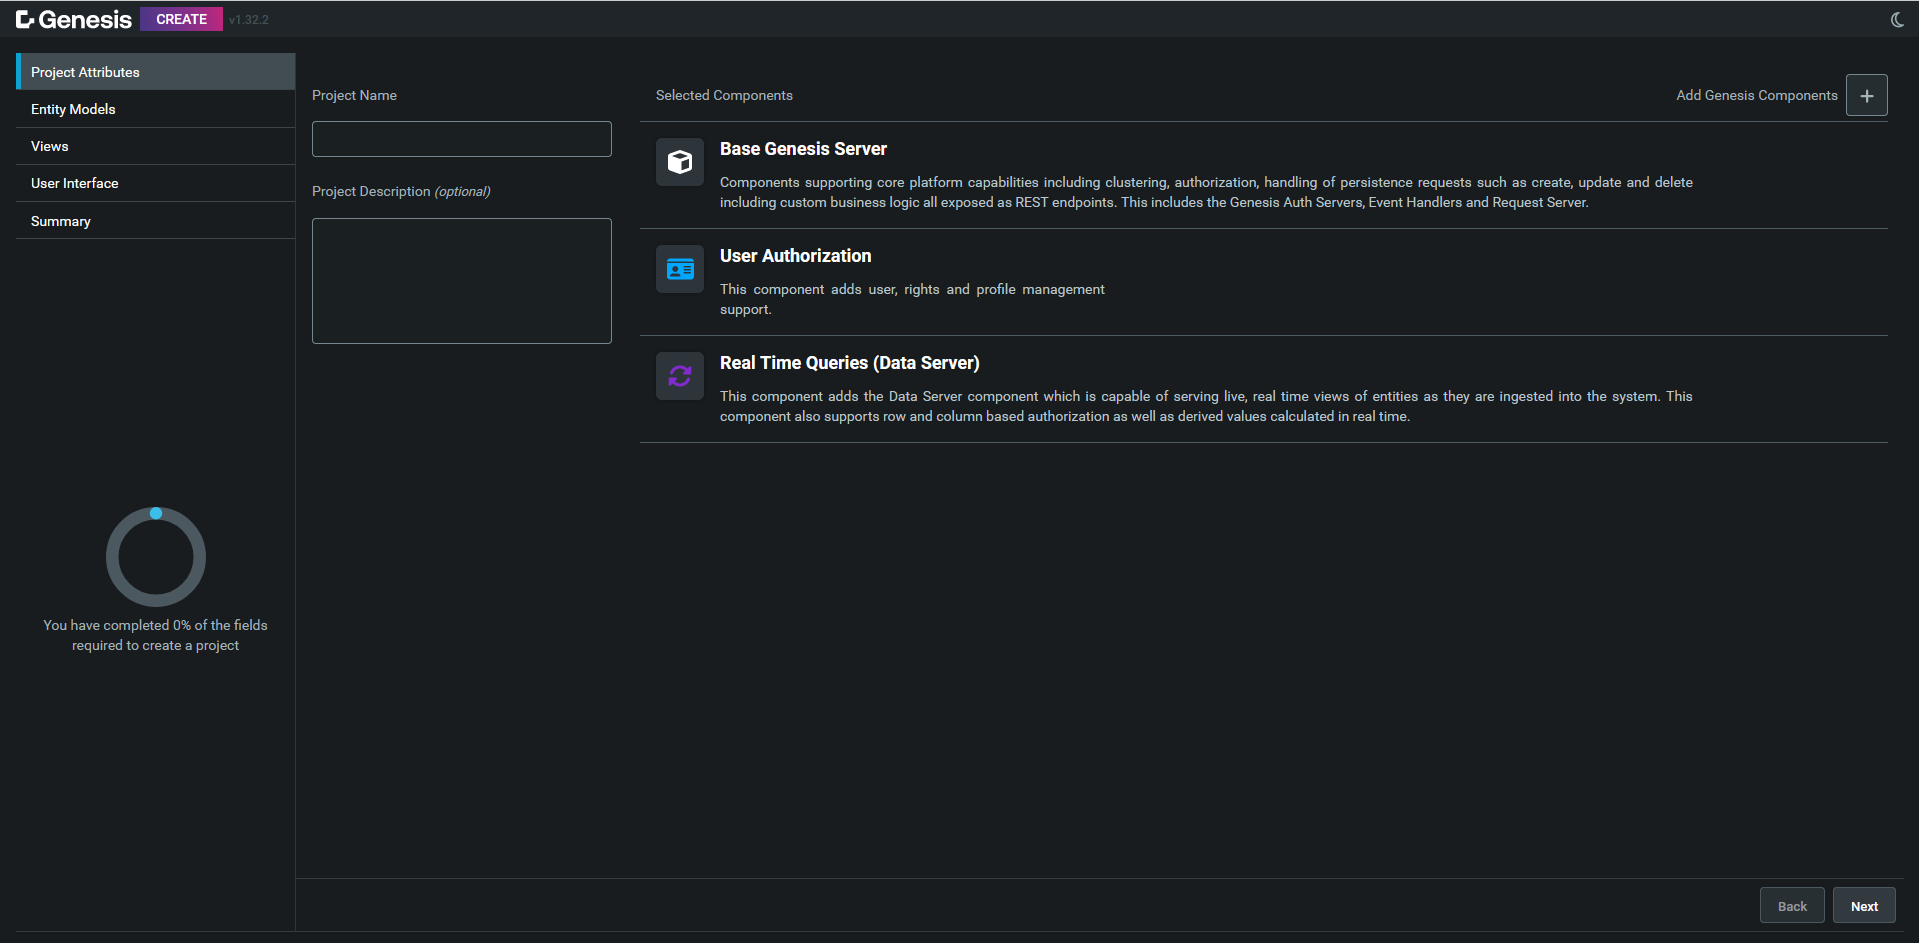 Genesis CREATE v1.32.2
Project Attributes
Entity Models
Views
User Interface
Summary
You have completed 0% of the fields
required to create a project
Project Name
Project Description (optional)
Selected Components
Add Genesis Components +
Base Genesis Server
Components supporting core platform capabilities including clustering, authorization, handling of persistence requests such as create, update and delete
including custom business logic all exposed as REST endpoints. This includes the Genesis Auth Servers, Event Handlers and Request Server.
User Authorization
This component adds user, rights and profile management
support.
Real Time Queries (Data Server)
This component adds the Data Server component which is capable of serving live, real time views of entities as they are ingested into the system. This
component also supports row and column based authorization as well as derived values calculated in real time.
Back
Next